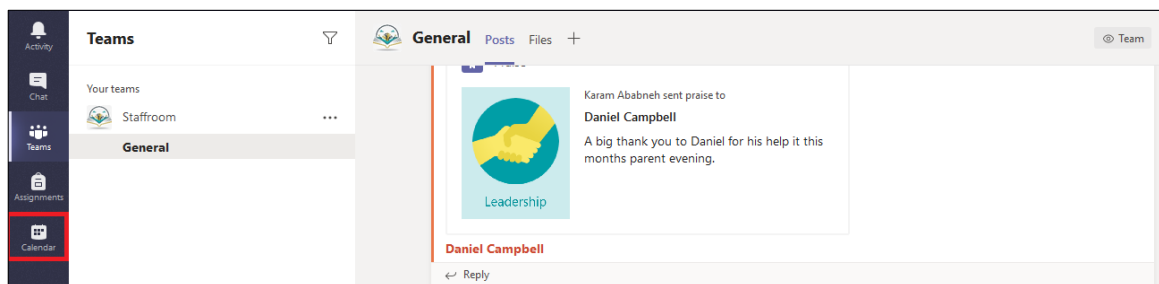 Activity
Chat
Teams
Assignments
Calendar
Teams
Your teams
Staffroom
General
General Posts Files
Team
Karam Ababneh sent praise to
Daniel Campbell
A big thank you to Daniel for his help it this
months parent evening.
Leadership
Daniel Campbell
Reply